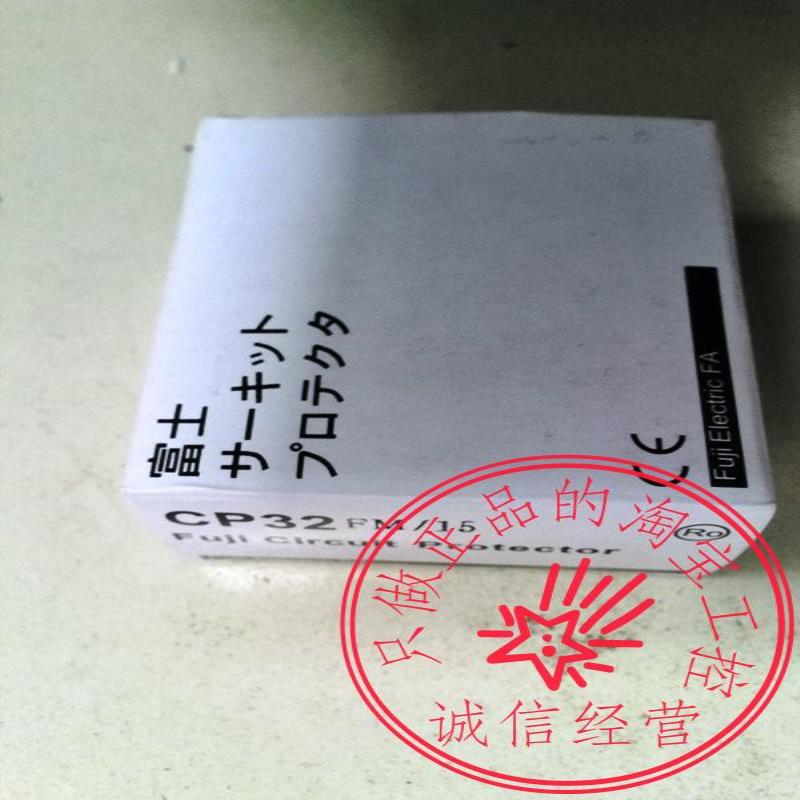 富士
サーキット
プロテクタ
CE
Fuji Electric FA
CP32FM/15
Fuji Circuit Protector
Ro
只做正品的淘宝工控
诚信经营